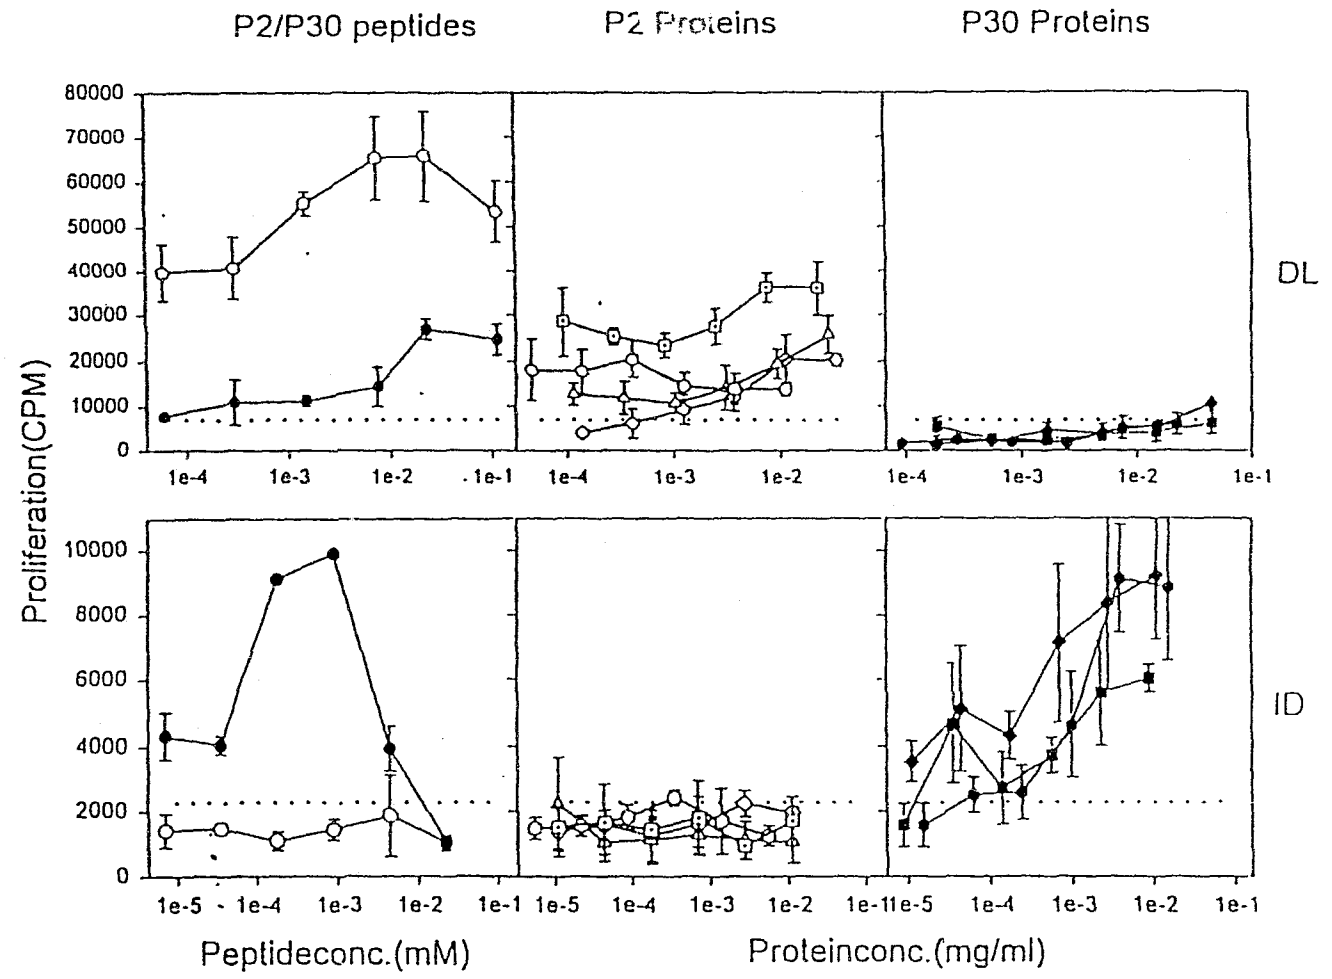 P2/P30 peptides P2 Proteins P30 Proteins
80000
70000
60000
50000
40000
30000
20000
10000
0
DL
1e-4 1e-3 1e-2 1e-1 1e-4 1e-3 1e-2 1e-4 1e-3 1e-2 1e-1
Proliferation(CPM)
10000
8000
6000
4000
2000
0
ID
1e-5 1e-4 1e-3 1e-2 1e-1 1e-5 1e-4 1e-3 1e-2 1e-11e-5 1e-4 1e-3 1e-2 1e-1
Peptideconc.(mM) Proteinconc.(mg/ml)